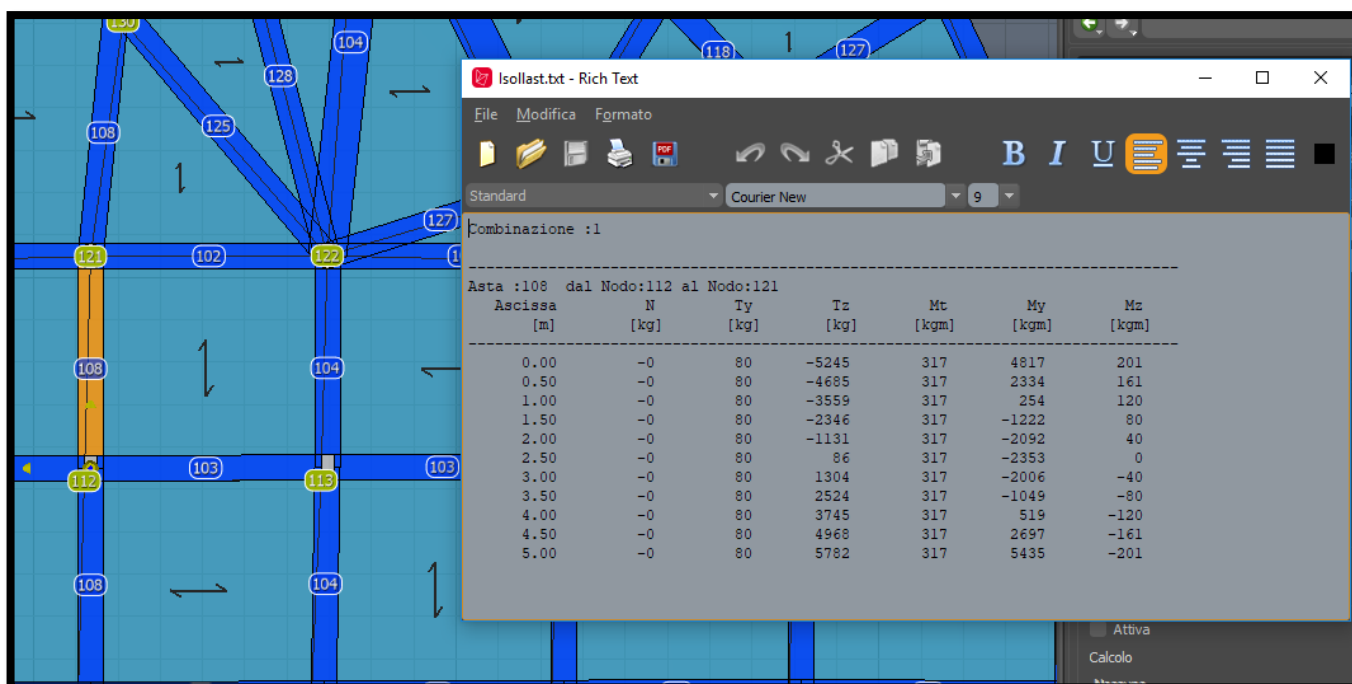 130
104
118
127
128
125
108
127
121
102
122
108
104
103
103
112
113
108
104
Isollast.txt - Rich Text
File Modifica Formato
PDF
B I U
Standard Courier New 9
Combinazione :1
Asta :108 dal Nodo:112 al Nodo:121
Ascissa N Ty Tz Mt My Mz
[m] [kg] [kg] [kg] [kgm] [kgm] [kgm]
0.00 -0 80 -5245 317 4817 201
0.50 -0 80 -4685 317 2334 161
1.00 -0 80 -3559 317 254 120
1.50 -0 80 -2346 317 -1222 80
2.00 -0 80 -1131 317 -2092 40
2.50 -0 80 86 317 -2353 0
3.00 -0 80 1304 317 -2006 -40
3.50 -0 80 2524 317 -1049 -80
4.00 -0 80 3745 317 519 -120
4.50 -0 80 4968 317 2697 -161
5.00 -0 80 5782 317 5435 -201
Attiva
Calcolo